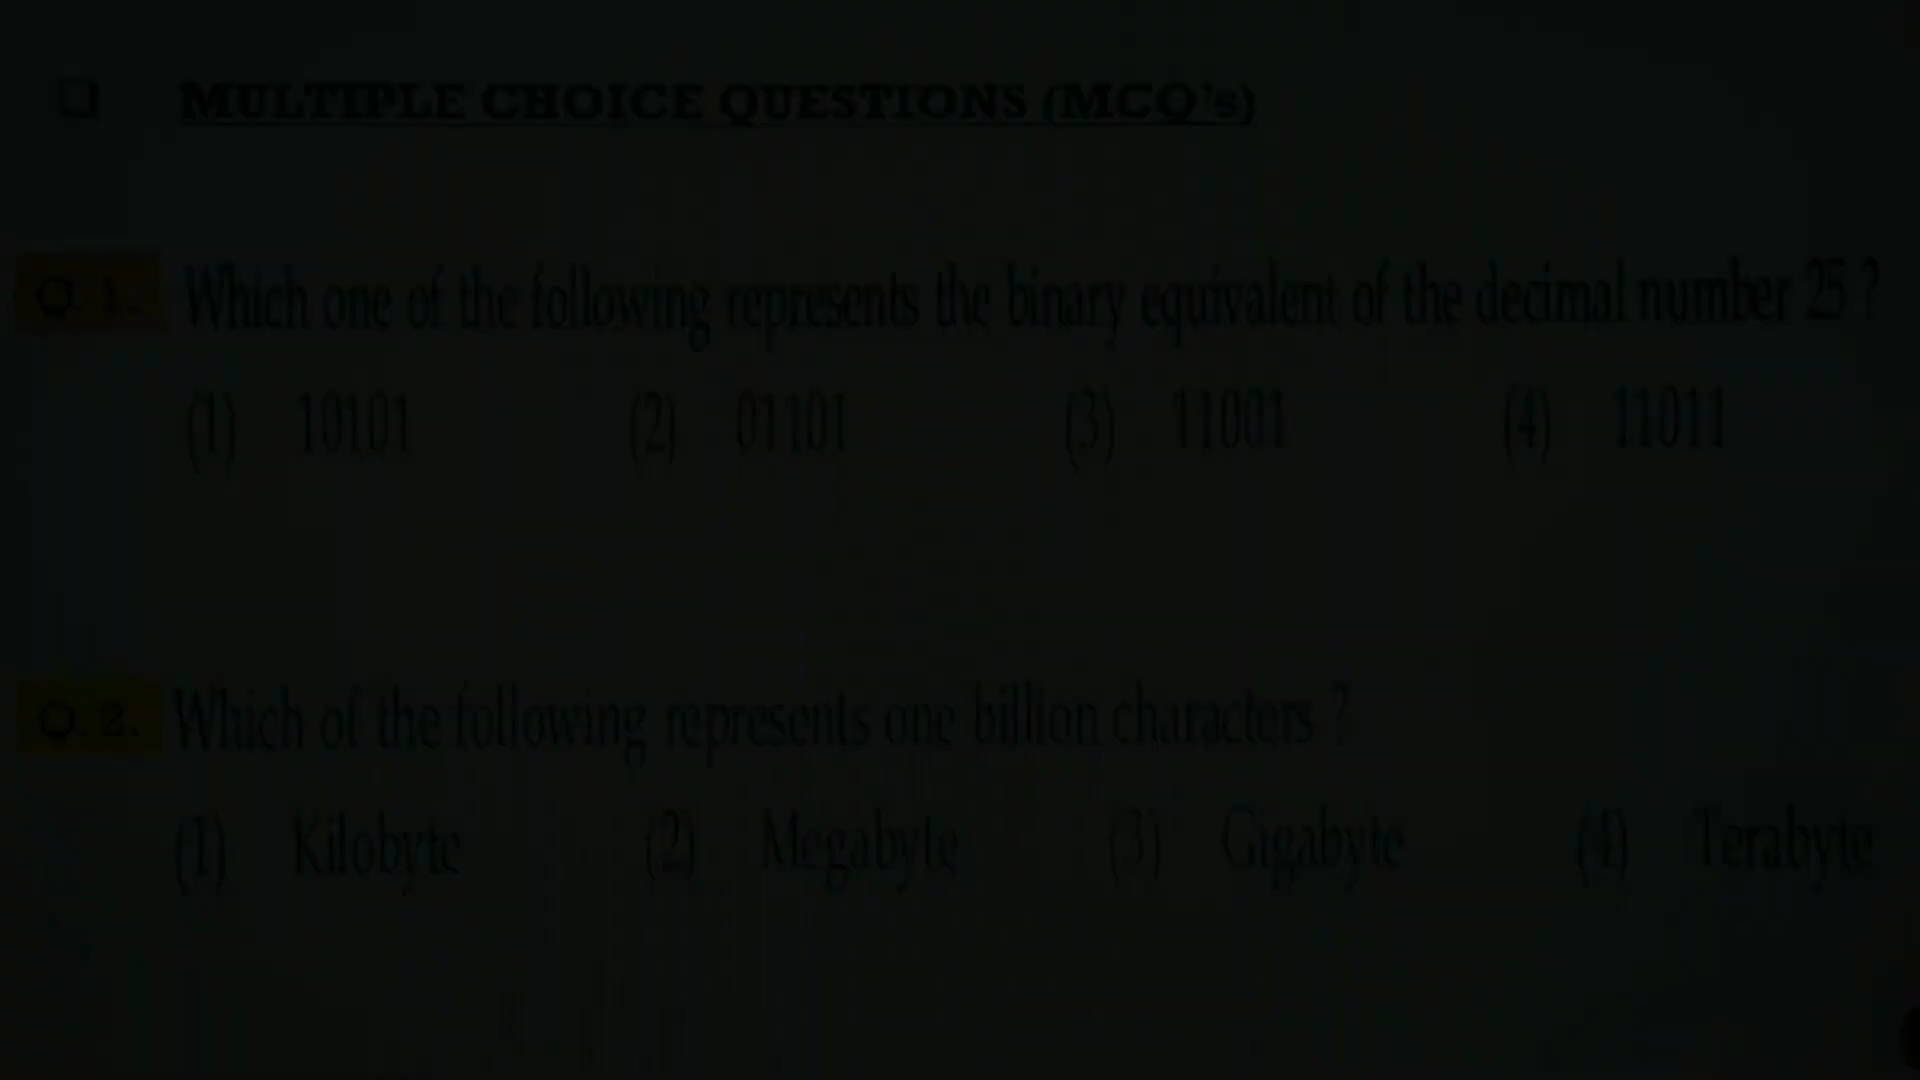 ❑ MULTIPLE CHOICE QUESTIONS (MCQ's)
Q. 1. Which one of the following represents the binary equivalent of the decimal number 25 ?
(1) 10101 (2) 01101 (3) 11001 (4) 11011
Q. 2. Which of the following represents one billion characters ?
(1) Kilobyte (2) Megabyte (3) Gigabyte (4) Terabyte